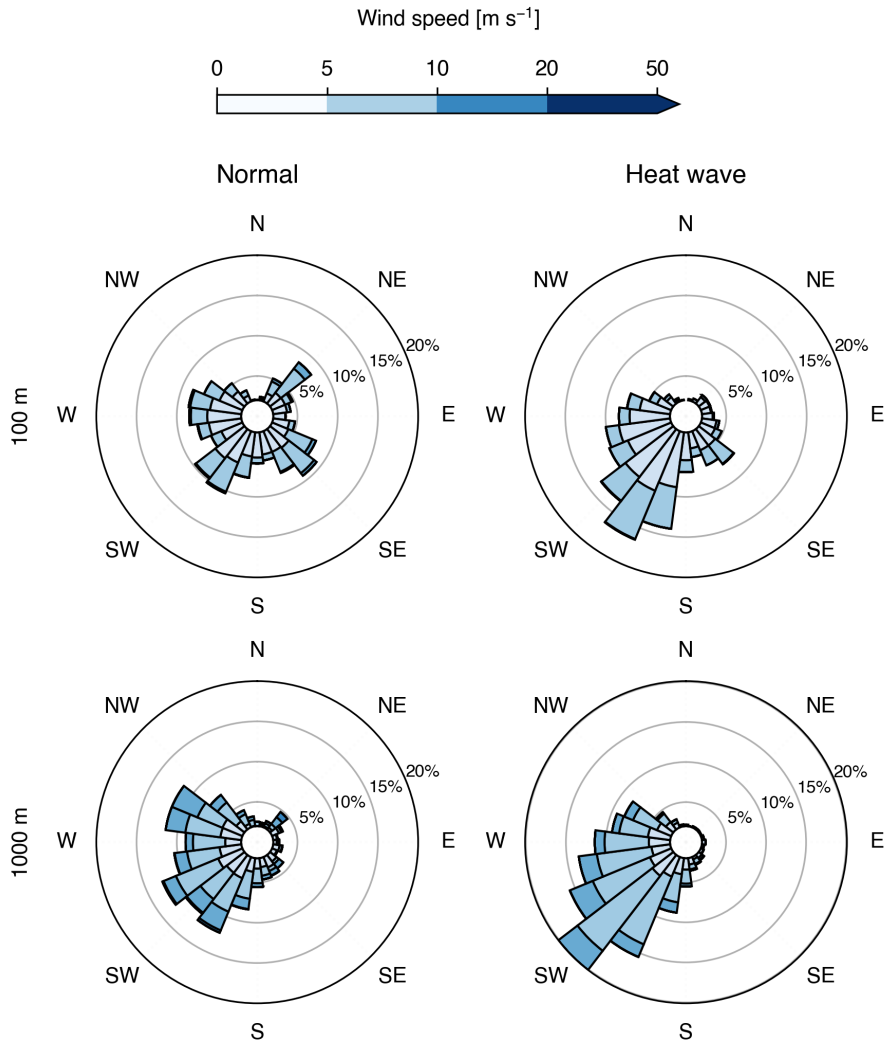 Wind speed [m s⁻¹]
0 5 10 20 50
Normal Heat wave
N N
NW NE NW NE
20% 20%
15% 15%
10% 10%
5% 5%
100 m W E W E
SW SE SW SE
S S
N N
NW NE NW NE
20% 20%
15% 15%
10% 10%
5% 5%
1000 m W E W E
SW SE SW SE
S S